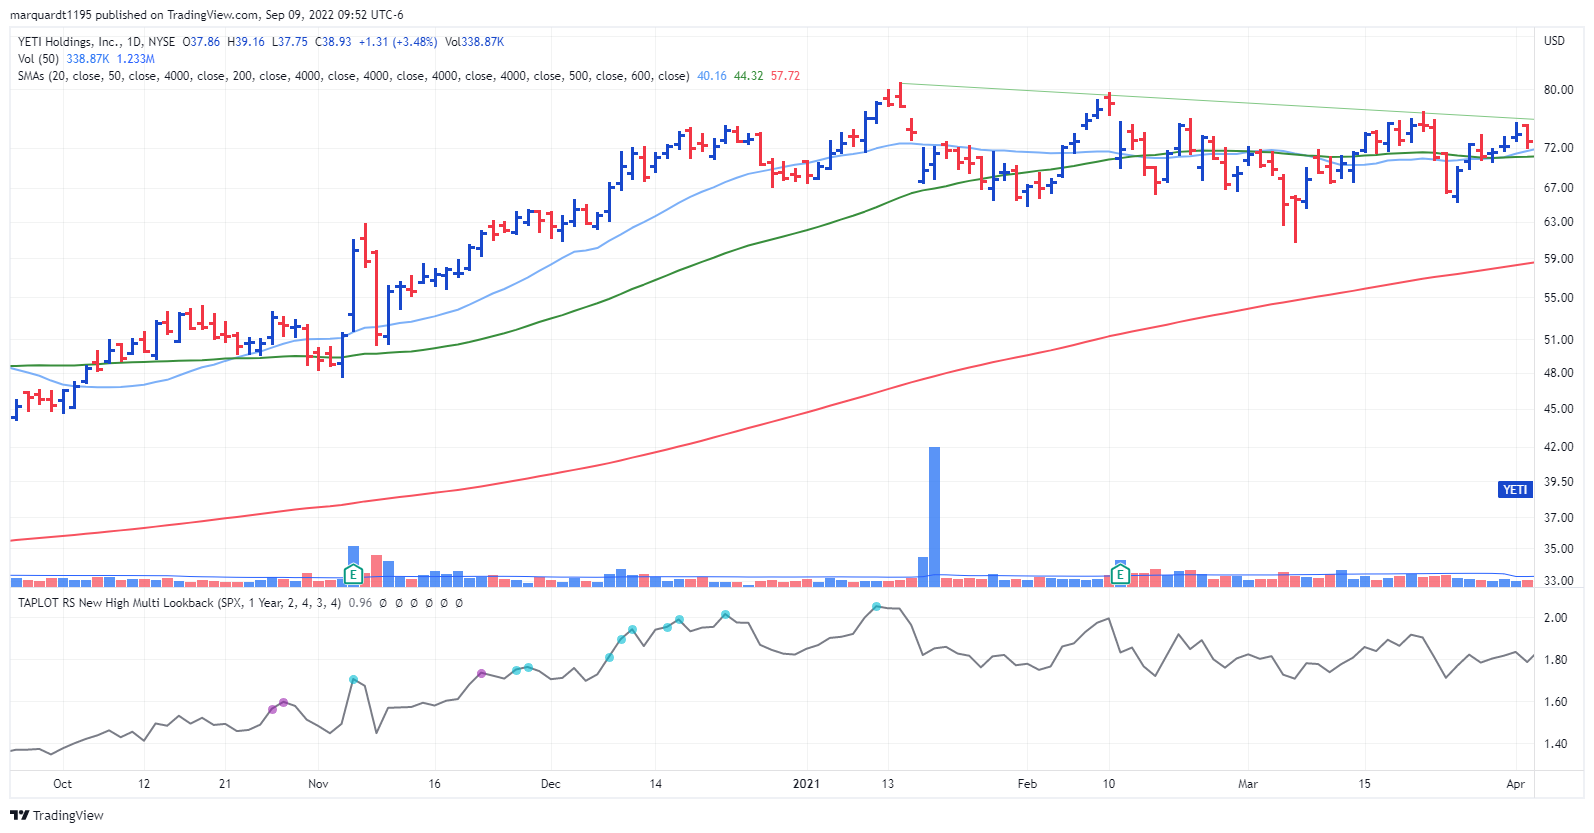 marquardt1195 published on TradingView.com, Sep 09, 2022 09:52 UTC-6
YETI Holdings, Inc., 1D, NYSE O37.86 H39.16 L37.75 C38.93 +1.31 (+3.48%) Vol338.87K
Vol (50) 338.87K 1.233M
SMAs (20, close, 50, close, 4000, close, 200, close, 4000, close, 4000, close, 4000, close, 4000, close, 500, close, 600, close) 40.16 44.32 57.72
USD
80.00
72.00
67.00
63.00
59.00
55.00
51.00
48.00
45.00
42.00
39.50
YETI
37.00
35.00
33.00
E
E
TAPLOT RS New High Multi Lookback (SPX, 1 Year, 2, 4, 3, 4) 0.96 Ø Ø Ø Ø Ø Ø
2.00
1.80
1.60
1.40
Oct 12 21 Nov 16 Dec 14 2021 13 Feb 10 Mar 15 Apr
TradingView